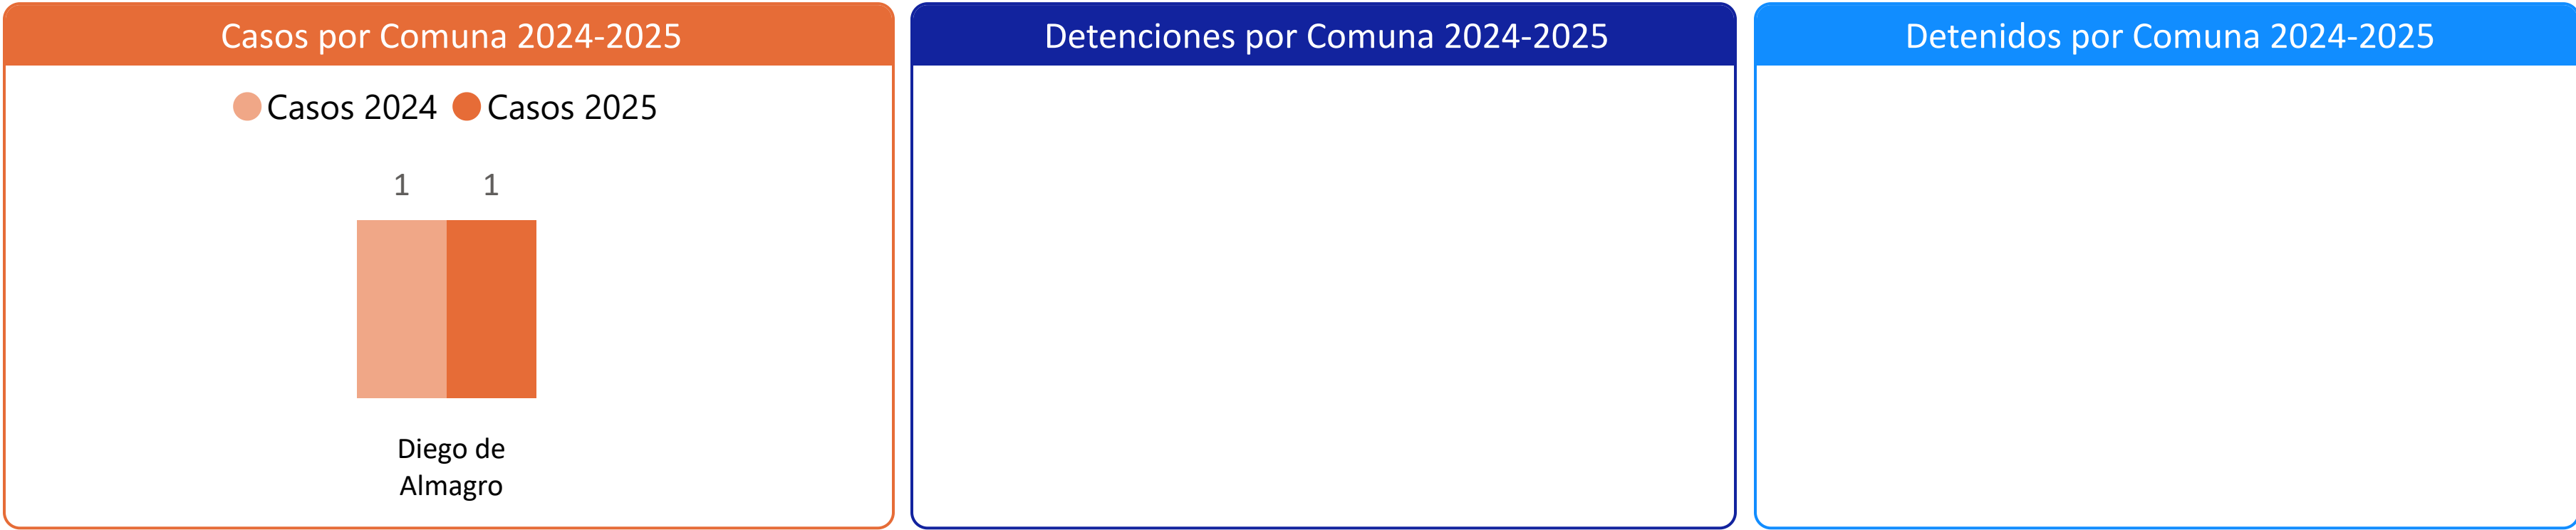 Casos por Comuna 2024-2025
Casos 2024 Casos 2025
1 1
Diego de
Almagro
Detenciones por Comuna 2024-2025
Detenidos por Comuna 2024-2025